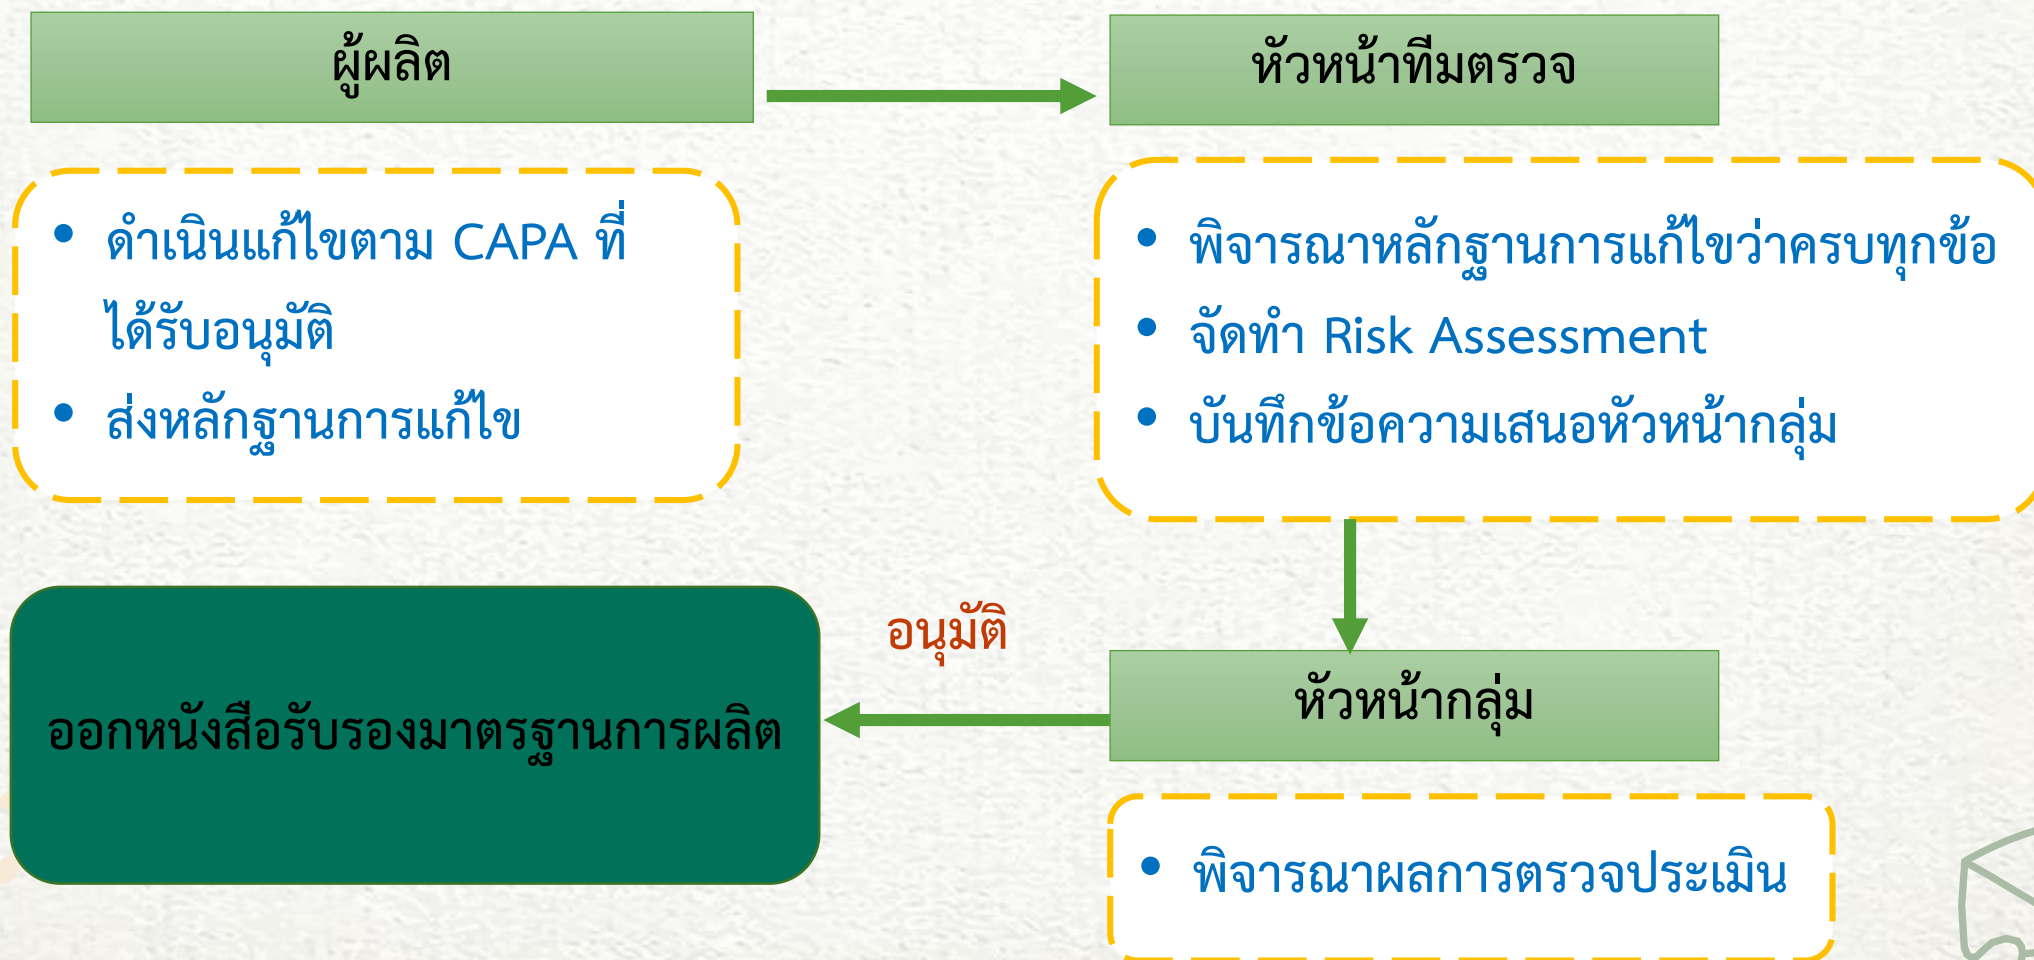 ผู้ผลิต
• ดำเนินแก้ไขตาม CAPA ที่
ได้รับอนุมัติ
• ส่งหลักฐานการแก้ไข
หัวหน้าทีมตรวจ
• พิจารณาหลักฐานการแก้ไขว่าครบทุกข้อ
• จัดทำ Risk Assessment
• บันทึกข้อความเสนอหัวหน้ากลุ่ม
หัวหน้ากลุ่ม
• พิจารณาผลการตรวจประเมิน
อนุมัติ
ออกหนังสือรับรองมาตรฐานการผลิต